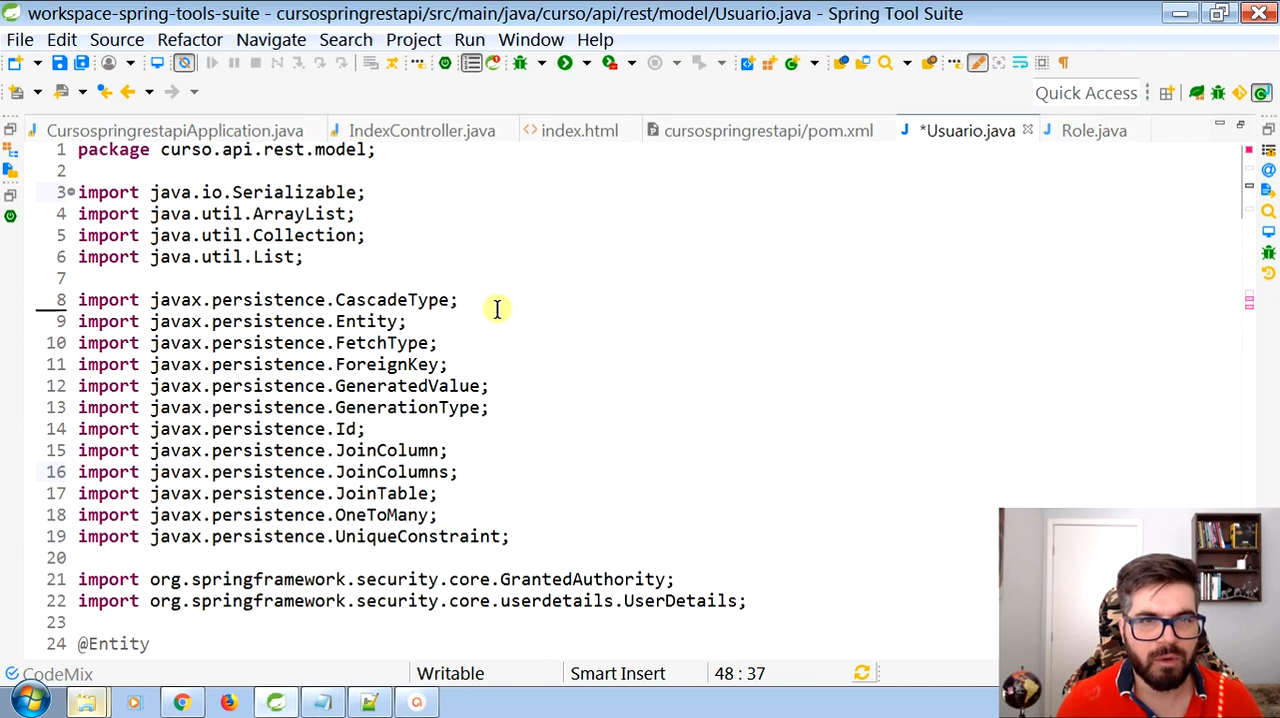 workspace-spring-tools-suite - cursospringrestapi/src/main/java/curso/api/rest/model/Usuario.java - Spring Tool Suite
File Edit Source Refactor Navigate Search Project Run Window Help
Quick Access
CursospringrestapiApplication.java IndexController.java index.html cursospringrestapi/pom.xml *Usuario.java Role.java
1 package curso.api.rest.model;
2
3 import java.io.Serializable;
4 import java.util.ArrayList;
5 import java.util.Collection;
6 import java.util.List;
7
8 import javax.persistence.CascadeType;
9 import javax.persistence.Entity;
10 import javax.persistence.FetchType;
11 import javax.persistence.ForeignKey;
12 import javax.persistence.GeneratedValue;
13 import javax.persistence.GenerationType;
14 import javax.persistence.Id;
15 import javax.persistence.JoinColumn;
16 import javax.persistence.JoinColumns;
17 import javax.persistence.JoinTable;
18 import javax.persistence.OneToMany;
19 import javax.persistence.UniqueConstraint;
20
21 import org.springframework.security.core.GrantedAuthority;
22 import org.springframework.security.core.userdetails.UserDetails;
23
24 @Entity
CodeMix Writable Smart Insert 48 : 37